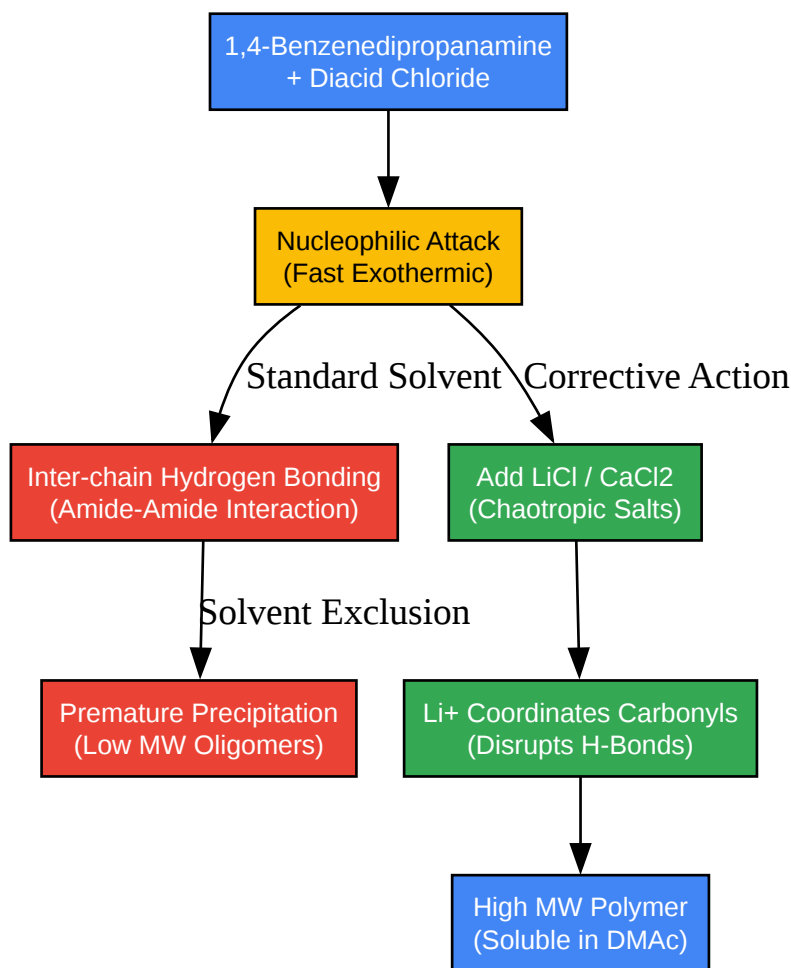 1,4-Benzenedipropanamine
+ Diacid Chloride
Nucleophilic Attack
(Fast Exothermic)
Standard Solvent
Corrective Action
Inter-chain Hydrogen Bonding
(Amide-Amide Interaction)
Add LiCl / CaCl2
(Chaotropic Salts)
Solvent Exclusion
Premature Precipitation
(Low MW Oligomers)
Li+ Coordinates Carbonyls
(Disrupts H-Bonds)
High MW Polymer
(Soluble in DMAc)